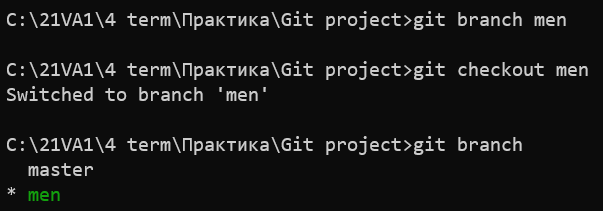 C:\21VA1\4 term\Практика\Git project>git branch men
C:\21VA1\4 term\Практика\Git project>git checkout men
Switched to branch 'men'
C:\21VA1\4 term\Практика\Git project>git branch
  master
* men